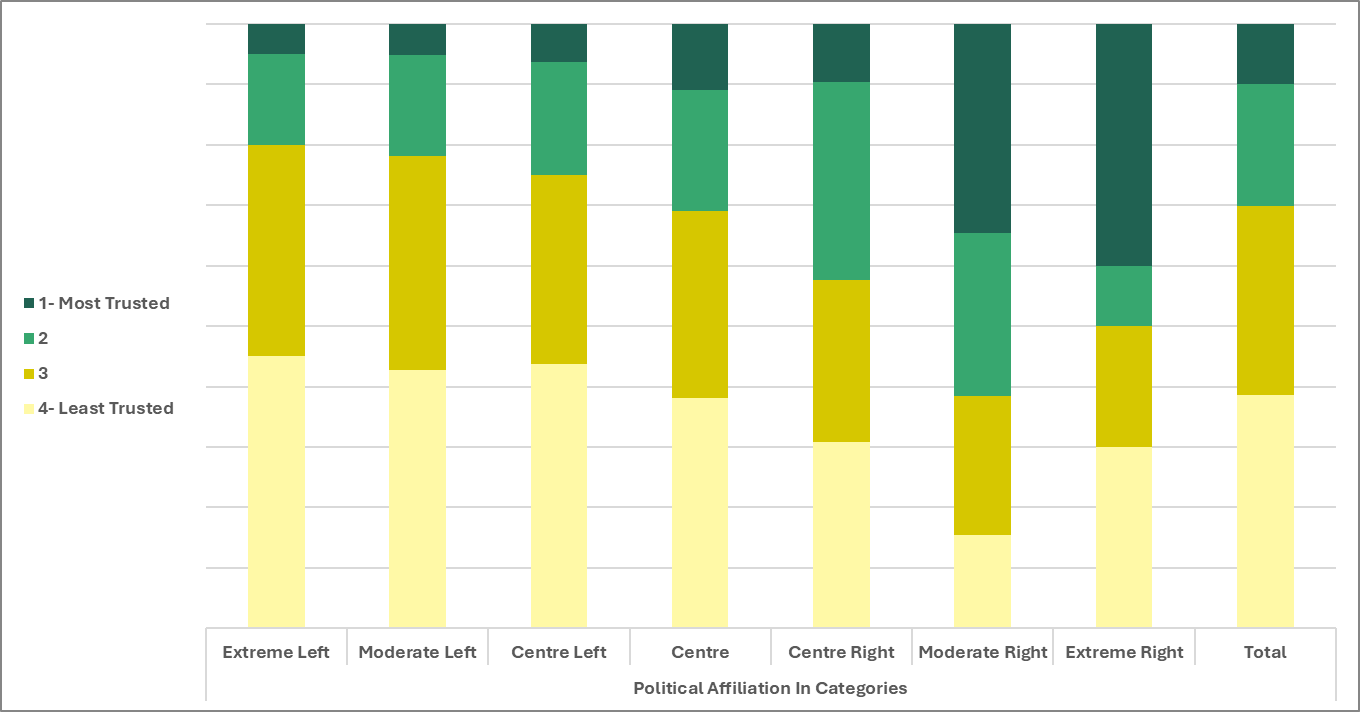 1- Most Trusted
2
3
4- Least Trusted
Extreme Left
Moderate Left
Centre Left
Centre
Centre Right
Moderate Right
Extreme Right
Total
Political Affiliation In Categories